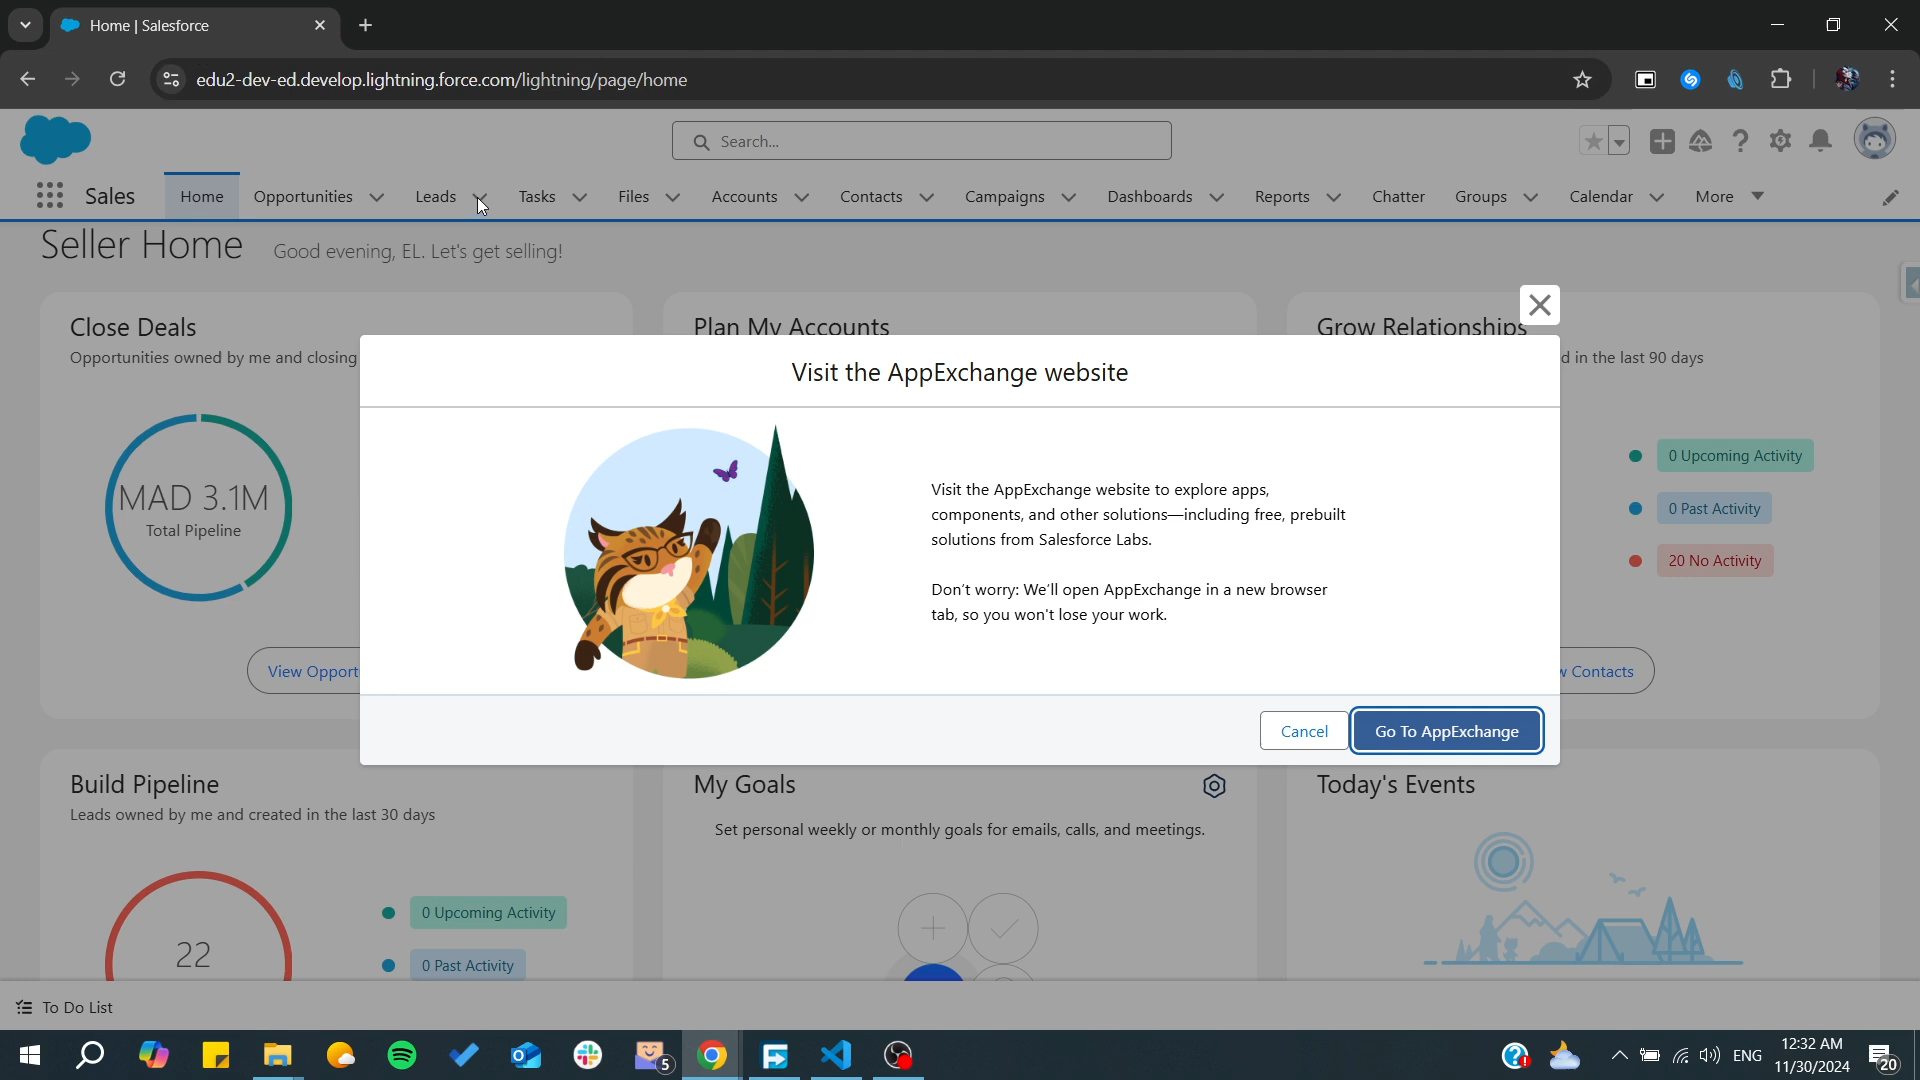 Home | Salesforce
edu2-dev-ed.develop.lightning.force.com/lightning/page/home
Search...
Sales
Home
Opportunities
Leads
Tasks
Files
Accounts
Contacts
Campaigns
Dashboards
Reports
Chatter
Groups
Calendar
More
Seller Home
Good evening, EL. Let's get selling!
Close Deals
Opportunities owned by me and closing
MAD 3.1M
Total Pipeline
View Opport
Plan My Accounts
Grow Relationships
d in the last 90 days
0 Upcoming Activity
0 Past Activity
20 No Activity
Contacts
Visit the AppExchange website
Visit the AppExchange website to explore apps,
components, and other solutions—including free, prebuilt
solutions from Salesforce Labs.
Don't worry: We'll open AppExchange in a new browser
tab, so you won't lose your work.
Cancel
Go To AppExchange
Build Pipeline
Leads owned by me and created in the last 30 days
22
0 Upcoming Activity
0 Past Activity
My Goals
Set personal weekly or monthly goals for emails, calls, and meetings.
Today's Events
To Do List
5
ENG
12:32 AM
11/30/2024
20